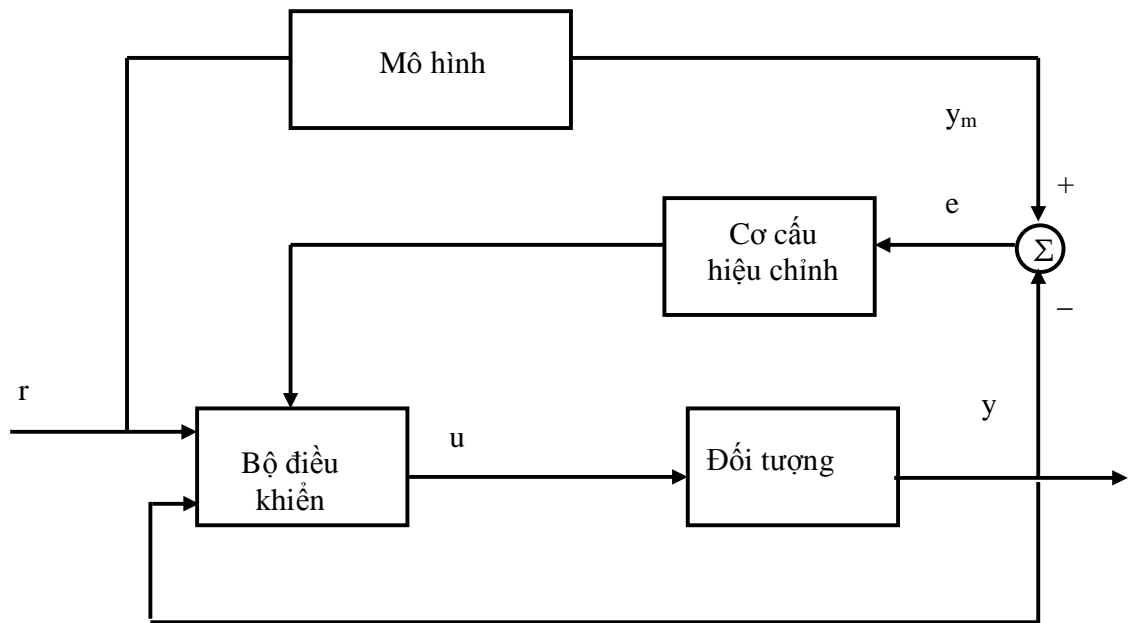 Mô hình
yₘ
+
e
Cơ cấu
hiệu chỉnh
Σ
−
r
y
u
Bộ điều
khiển
Đối tượng